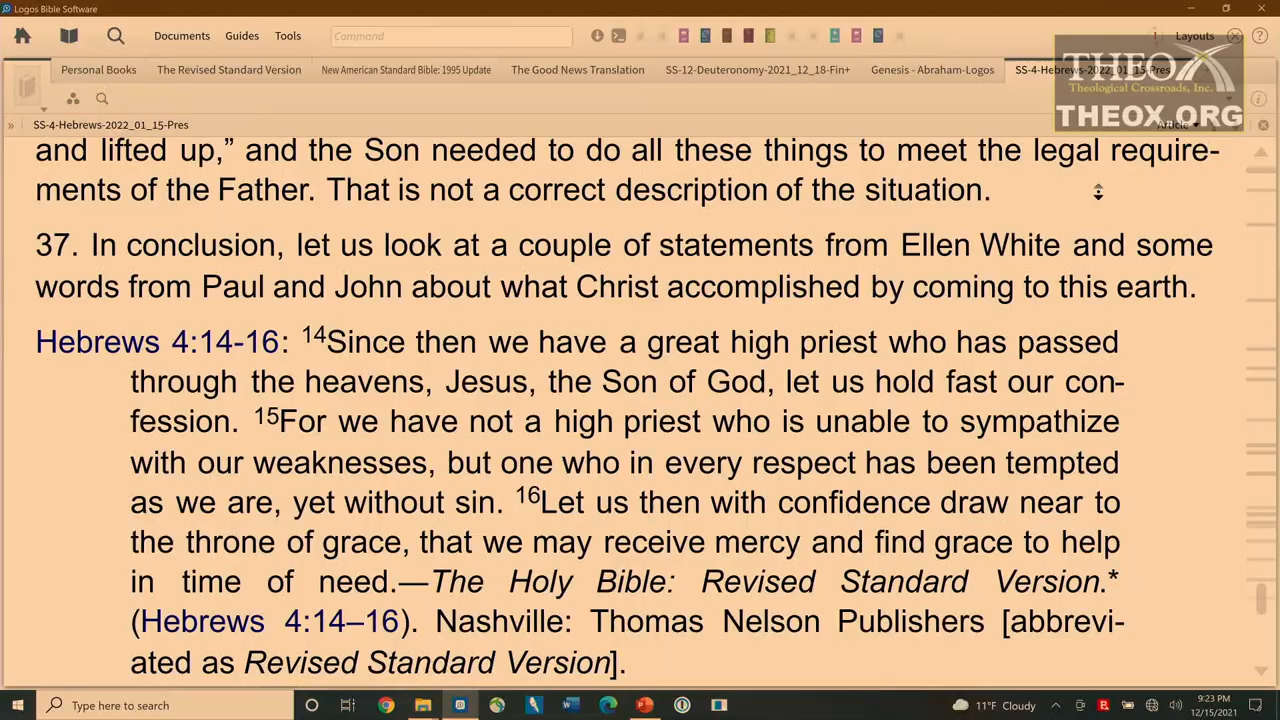 Logos Bible Software
Documents Guides Tools Command Layouts
Personal Books The Revised Standard Version New American Standard Bible: 1995 Update The Good News Translation SS-12-Deuteronomy-2021_12_18-Fin+ Genesis - Abraham-Logos SS-4-Hebrews-2022_01_15-Pres
THEOX
Theological Crossroads, Inc.
THEOX.ORG
SS-4-Hebrews-2022_01_15-Pres Article
and lifted up,” and the Son needed to do all these things to meet the legal require-
ments of the Father. That is not a correct description of the situation.
37. In conclusion, let us look at a couple of statements from Ellen White and some
words from Paul and John about what Christ accomplished by coming to this earth.
Hebrews 4:14-16: 14Since then we have a great high priest who has passed
through the heavens, Jesus, the Son of God, let us hold fast our con-
fession. 15For we have not a high priest who is unable to sympathize
with our weaknesses, but one who in every respect has been tempted
as we are, yet without sin. 16Let us then with confidence draw near to
the throne of grace, that we may receive mercy and find grace to help
in time of need.—The Holy Bible: Revised Standard Version.*
(Hebrews 4:14–16). Nashville: Thomas Nelson Publishers [abbrevi-
ated as Revised Standard Version].
Type here to search
11°F Cloudy
9:23 PM
12/15/2021